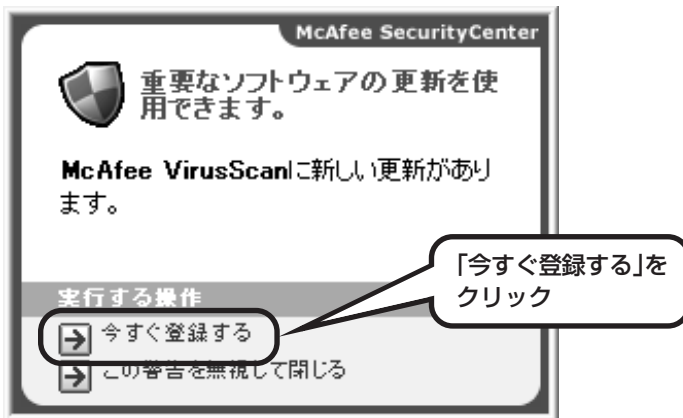 McAfee SecurityCenter
重要なソフトウェアの更新を使
用できます。
McAfee VirusScanに新しい更新があり
ます。
「今すぐ登録する」を
クリック
実行する操作
今すぐ登録する
この警告を無視して閉じる